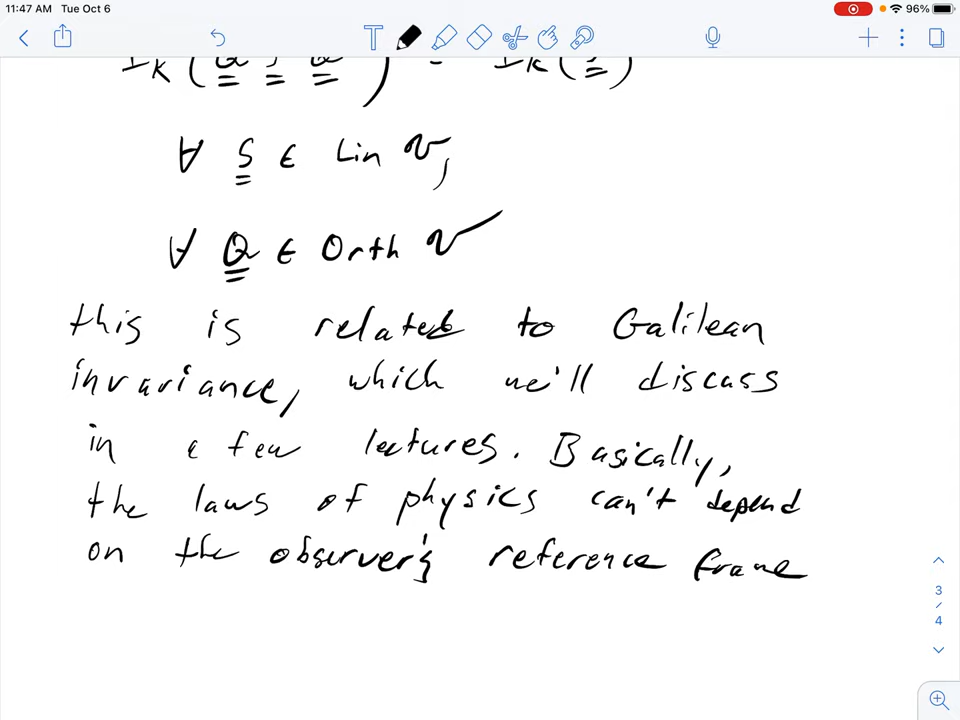 11:47 AM Tue Oct 6
96%
∀ S ∈ Lin V,
∀ Q ∈ Orth V
this is related to Galilean
invariance, which we'll discuss
in a few lectures. Basically,
the laws of physics can't depend
on the observer's reference frame
3
/
4